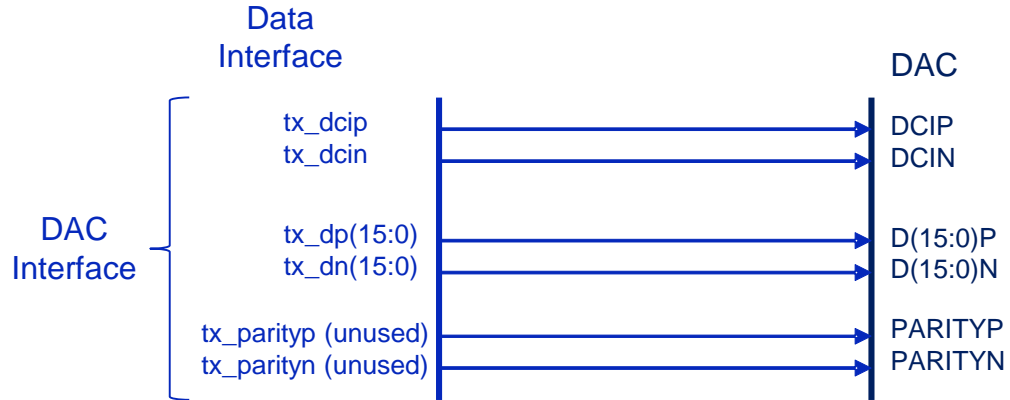 Data
Interface
DAC
tx_dcip
DCIP
tx_dcin
DCIN
DAC
Interface
tx_dp(15:0)
D(15:0)P
tx_dn(15:0)
D(15:0)N
tx_parityp (unused)
PARITYP
tx_parityn (unused)
PARITYN